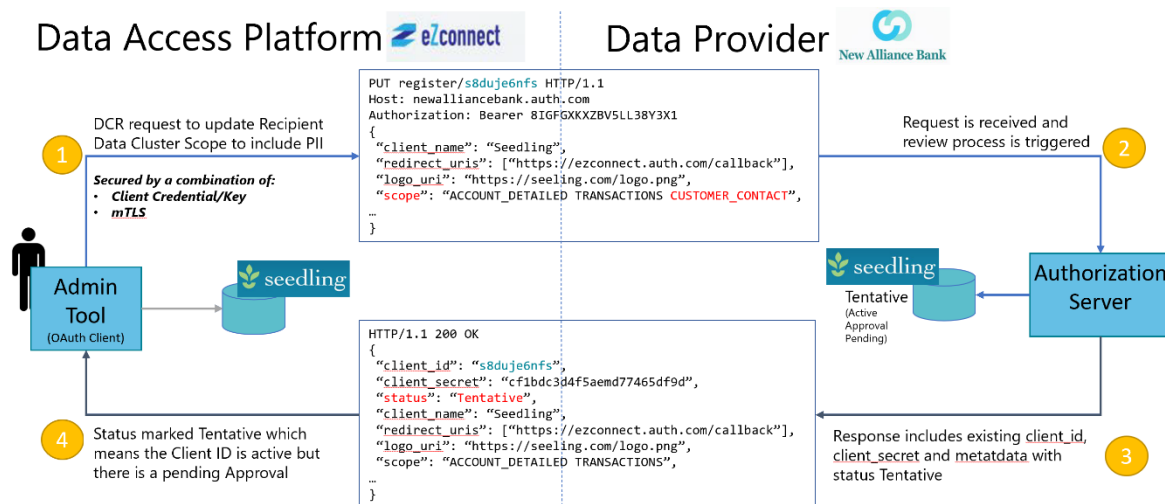 Data Access Platform
eZconnect
Data Provider
New Alliance Bank
1
DCR request to update Recipient
Data Cluster Scope to include PII
Secured by a combination of:
• Client Credential/Key
• mTLS
PUT register/s8duje6nfs HTTP/1.1
Host: newalliancebank.auth.com
Authorization: Bearer 8IGFGXKXZBV5LL38Y3X1
{
“client_name”: “Seedling”,
“redirect_uris”: [“https://ezconnect.auth.com/callback”],
“logo_uri”: “https://seeling.com/logo.png”,
“scope”: “ACCOUNT_DETAILED TRANSACTIONS CUSTOMER_CONTACT”,
…
}
Request is received and
review process is triggered
2
Admin
Tool
(OAuth Client)
seedling
seedling
Tentative
(Active
Approval
Pending)
Authorization
Server
HTTP/1.1 200 OK
{
“client_id”: “s8duje6nfs”,
“client_secret”: “cf1bdc3d4f5aemd77465df9d”,
“status”: “Tentative”,
“client_name”: “Seedling”,
“redirect_uris”: [“https://ezconnect.auth.com/callback”],
“logo_uri”: “https://seeling.com/logo.png”,
“scope”: “ACCOUNT_DETAILED TRANSACTIONS”,
…
}
4
Status marked Tentative which
means the Client ID is active but
there is a pending Approval
Response includes existing client_id,
client_secret and metatdata with
status Tentative
3